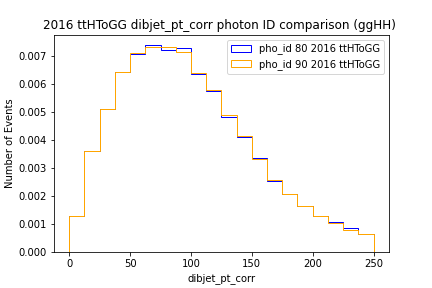 2016 ttHToGG dibjet_pt_corr photon ID comparison (ggHH)
pho_id 80 2016 ttHToGG
pho_id 90 2016 ttHToGG
Number of Events
0.007
0.006
0.005
0.004
0.003
0.002
0.001
0.000
0 50 100 150 200 250
dibjet_pt_corr